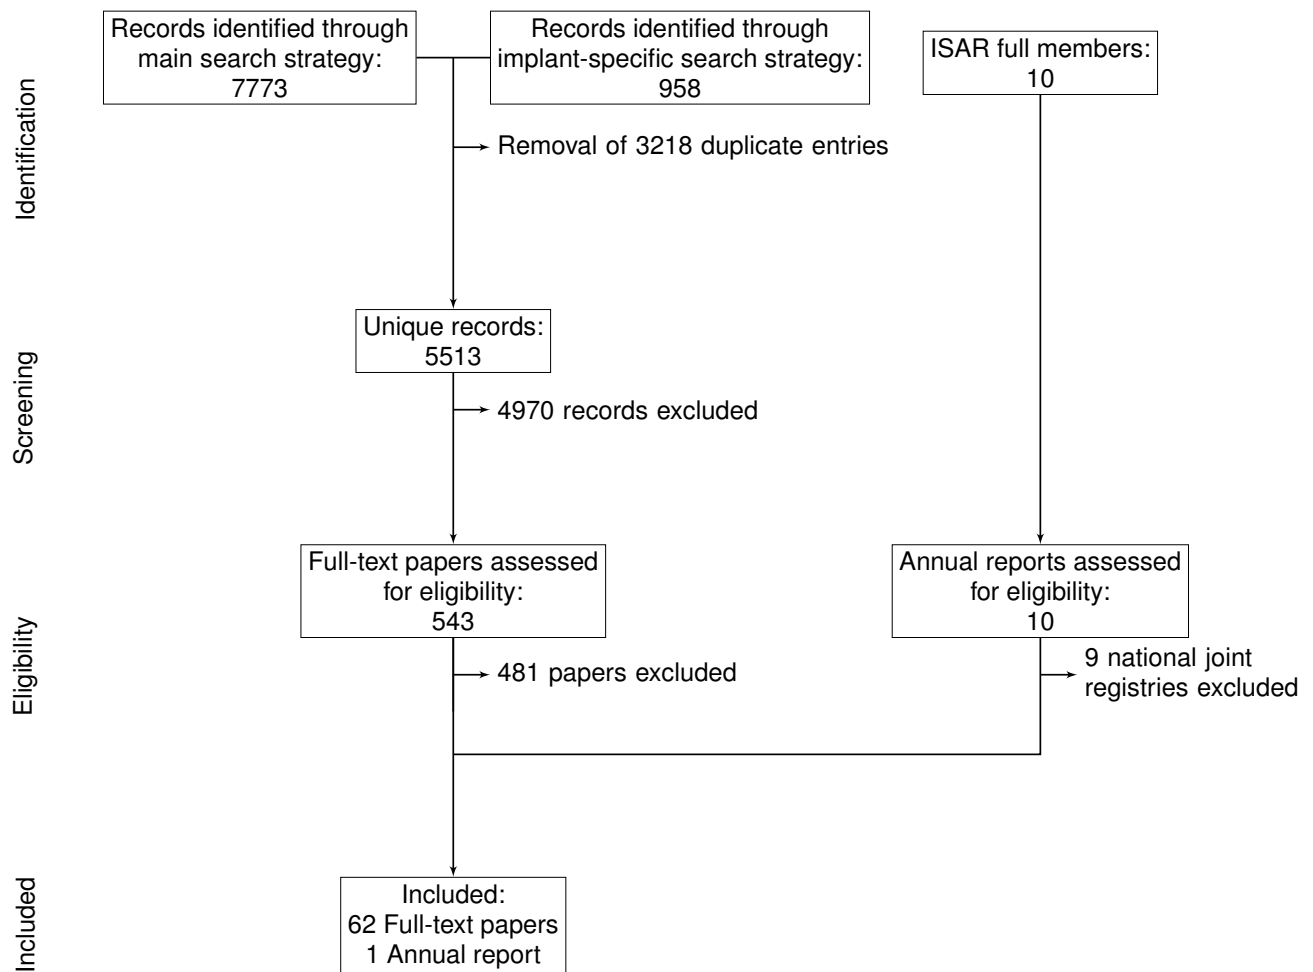 Identification
Records identified through
main search strategy:
7773
Records identified through
implant-specific search strategy:
958
ISAR full members:
10
Removal of 3218 duplicate entries
Screening
Unique records:
5513
4970 records excluded
Eligibility
Full-text papers assessed
for eligibility:
543
Annual reports assessed
for eligibility:
10
481 papers excluded
9 national joint
registries excluded
Included
Included:
62 Full-text papers
1 Annual report